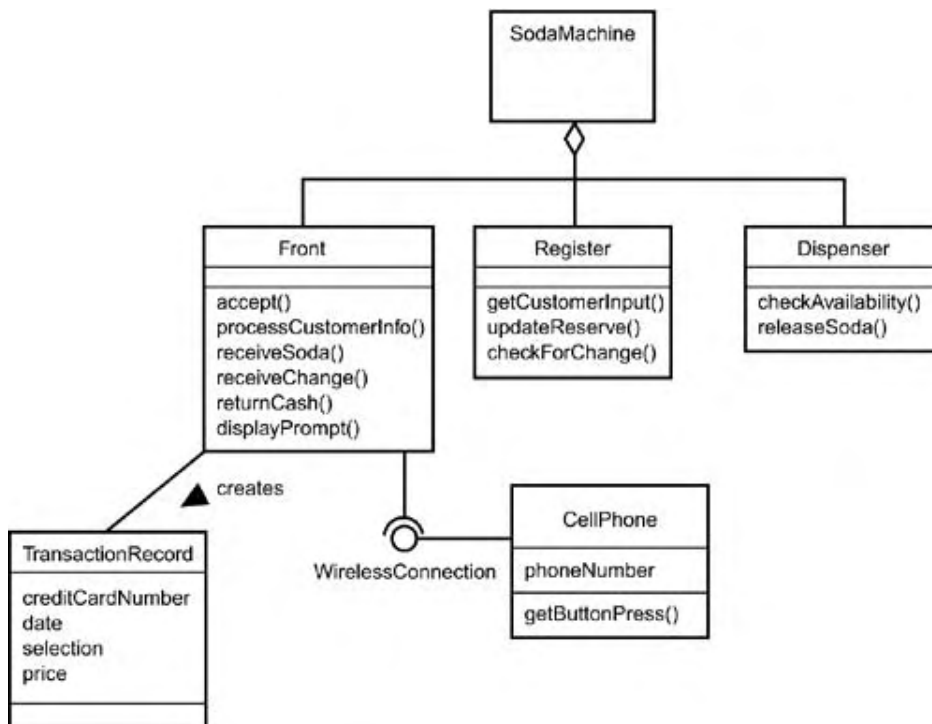 SodaMachine
Front
accept()
processCustomerInfo()
receiveSoda()
receiveChange()
returnCash()
displayPrompt()
Register
getCustomerInput()
updateReserve()
checkForChange()
Dispenser
checkAvailability()
releaseSoda()
creates
TransactionRecord
creditCardNumber
date
selection
price
WirelessConnection
CellPhone
phoneNumber
getButtonPress()